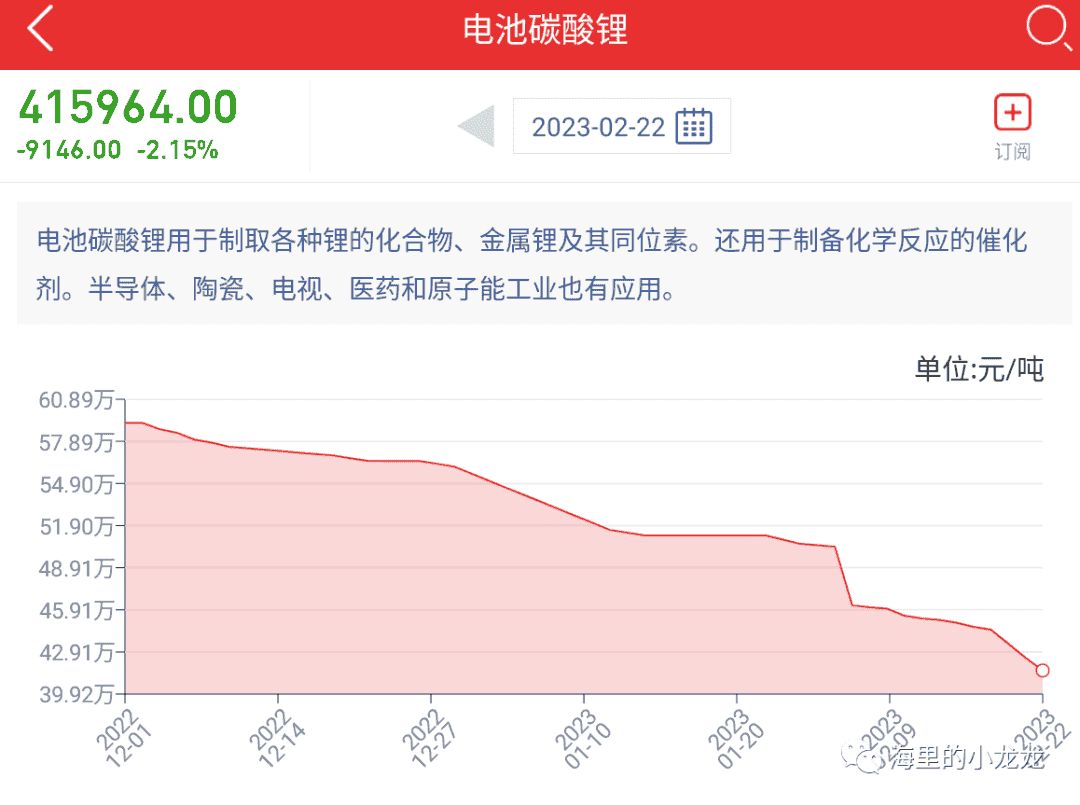 电池碳酸锂
415964.00
-9146.00 -2.15%
2023-02-22
订阅
电池碳酸锂用于制取各种锂的化合物、金属锂及其同位素。还用于制备化学反应的催化
剂。半导体、陶瓷、电视、医药和原子能工业也有应用。
单位:元/吨
60.89万
57.89万
54.90万
51.90万
48.91万
45.91万
42.91万
39.92万
2022
12-01
2022
12-14
2022
12-27
2023
01-10
2023
01-20
2023
02-09
2023
02-22
海里的小龙龙